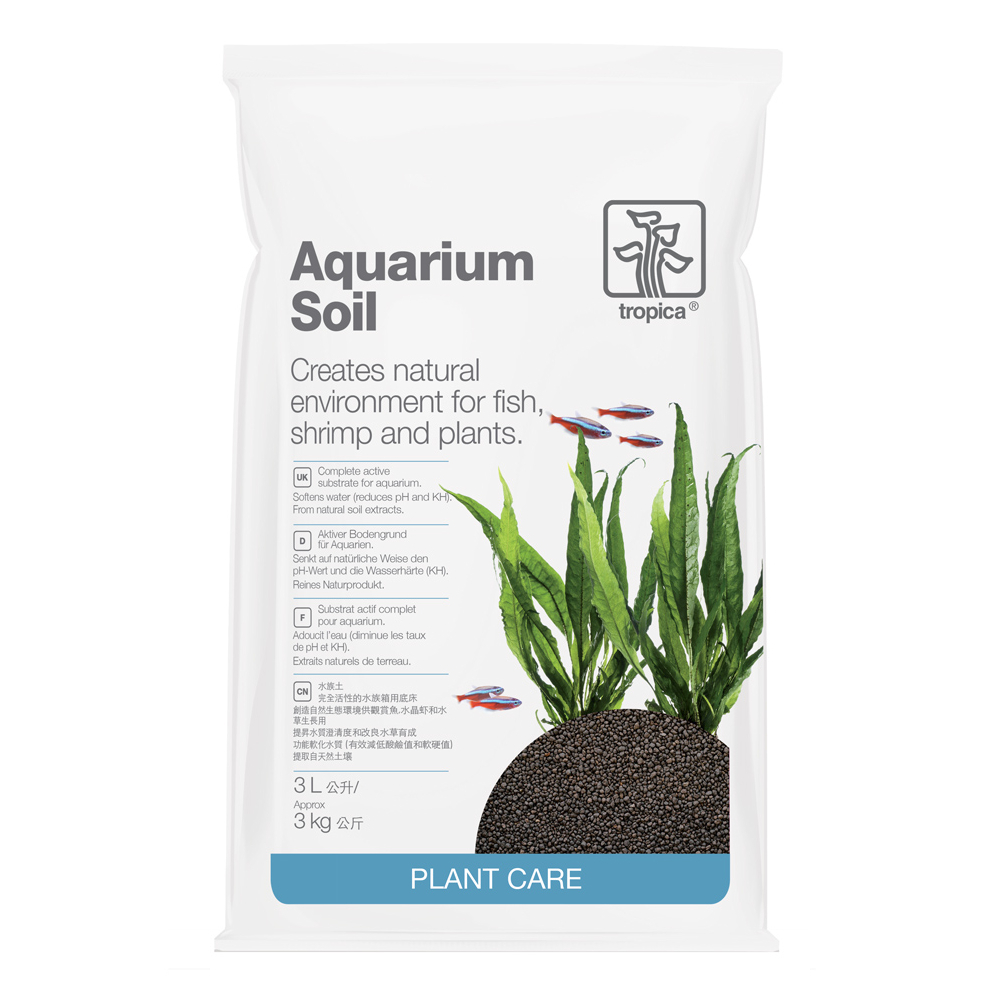 tropica®
Aquarium
Soil
Creates natural
environment for fish,
shrimp and plants.
UK
Complete active
substrate for aquarium.
Softens water (reduces pH and KH).
From natural soil extracts.
D
Aktiver Bodengrund
für Aquarien.
Senkt auf natürliche Weise den
pH-Wert und die Wasserhärte (KH).
Reines Naturprodukt.
F
Substrat actif complet
pour aquarium.
Adoucit l'eau (diminue les taux
de pH et KH).
Extraits naturels de terreau.
CN
水族土
完全活性的水族箱用底床
創造自然生態環境供觀賞魚,水晶虾和水
草生長用
提昇水質澄清度和改良水草育成
功能軟化水質 (有效減低酸鹼值和軟硬值)
提取自天然土壤
3 L 公升/
Approx
3 kg 公斤
PLANT CARE